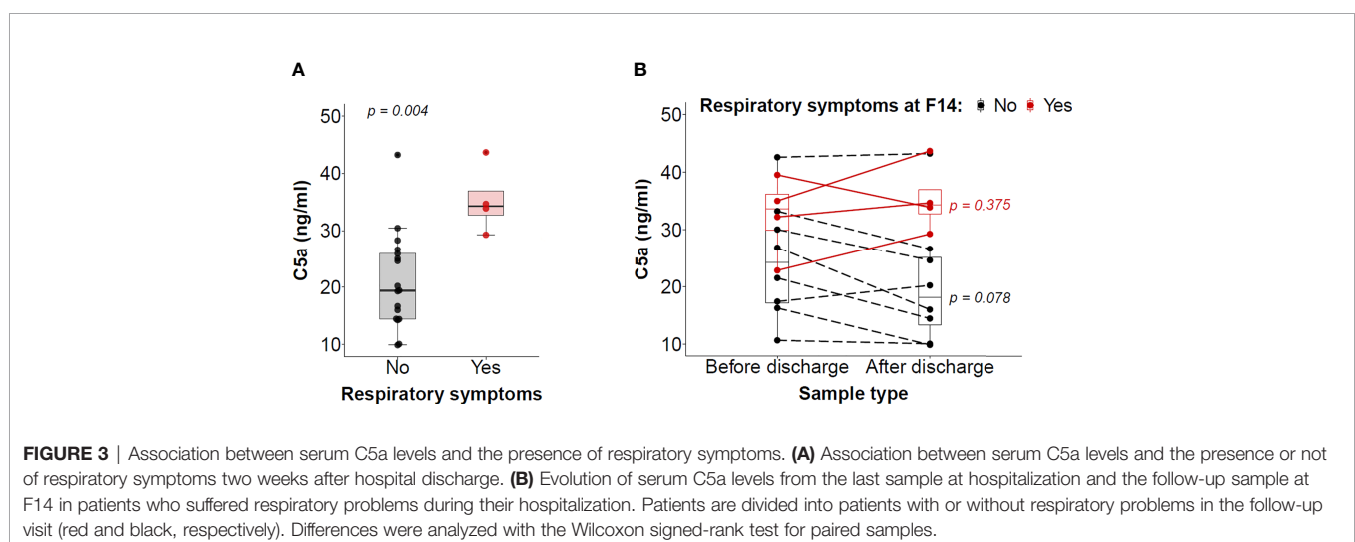 A
B
p = 0.004
Respiratory symptoms at F14: No Yes
50
40
30
20
10
C5a (ng/ml)
No Yes
Respiratory symptoms
50
40
30
20
10
C5a (ng/ml)
p = 0.375
p = 0.078
Before discharge After discharge
Sample type
FIGURE 3 | Association between serum C5a levels and the presence of respiratory symptoms. (A) Association between serum C5a levels and the presence or not
of respiratory symptoms two weeks after hospital discharge. (B) Evolution of serum C5a levels from the last sample at hospitalization and the follow-up sample at
F14 in patients who suffered respiratory problems during their hospitalization. Patients are divided into patients with or without respiratory problems in the follow-up
visit (red and black, respectively). Differences were analyzed with the Wilcoxon signed-rank test for paired samples.